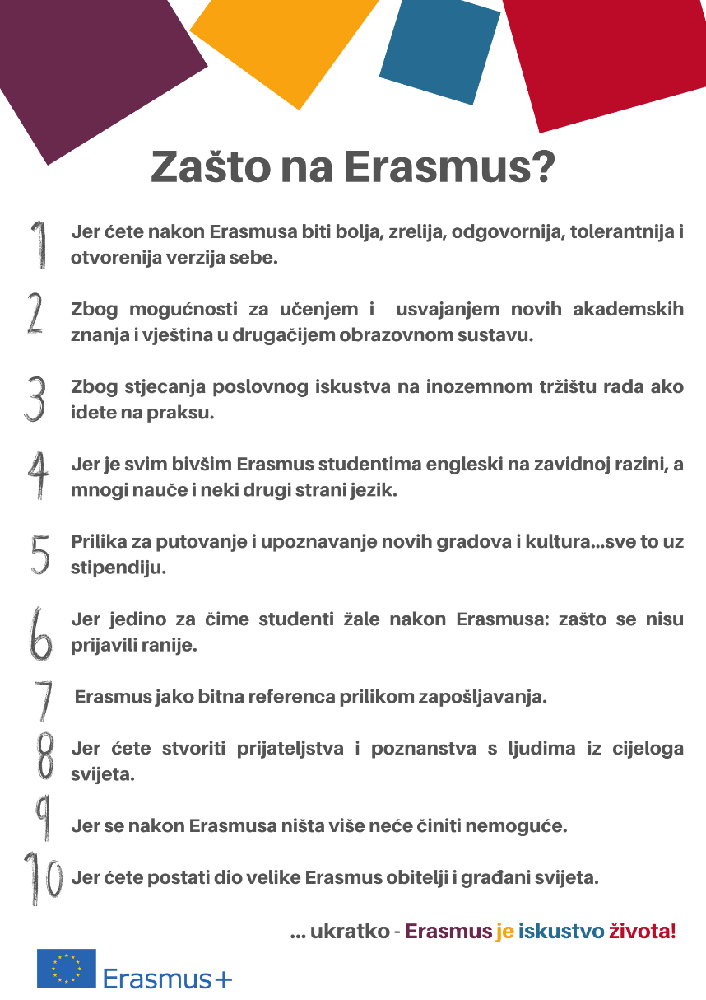 Zašto na Erasmus?
1 Jer ćete nakon Erasmusa biti bolja, zrelija, odgovornija, tolerantnija i
otvorenija verzija sebe.
2 Zbog mogućnosti za učenjem i usvajanjem novih akademskih
znanja i vještina u drugačijem obrazovnom sustavu.
3 Zbog stjecanja poslovnog iskustva na inozemnom tržištu rada ako
idete na praksu.
4 Jer je svim bivšim Erasmus studentima engleski na zavidnoj razini, a
mnogi nauče i neki drugi strani jezik.
5 Prilika za putovanje i upoznavanje novih gradova i kultura...sve to uz
stipendiju.
6 Jer jedino za čime studenti žale nakon Erasmusa: zašto se nisu
prijavili ranije.
7 Erasmus jako bitna referenca prilikom zapošljavanja.
8 Jer ćete stvoriti prijateljstva i poznanstva s ljudima iz cijeloga
svijeta.
9 Jer se nakon Erasmusa ništa više neće činiti nemoguće.
10 Jer ćete postati dio velike Erasmus obitelji i građani svijeta.
... ukratko - Erasmus je iskustvo života!
Erasmus+